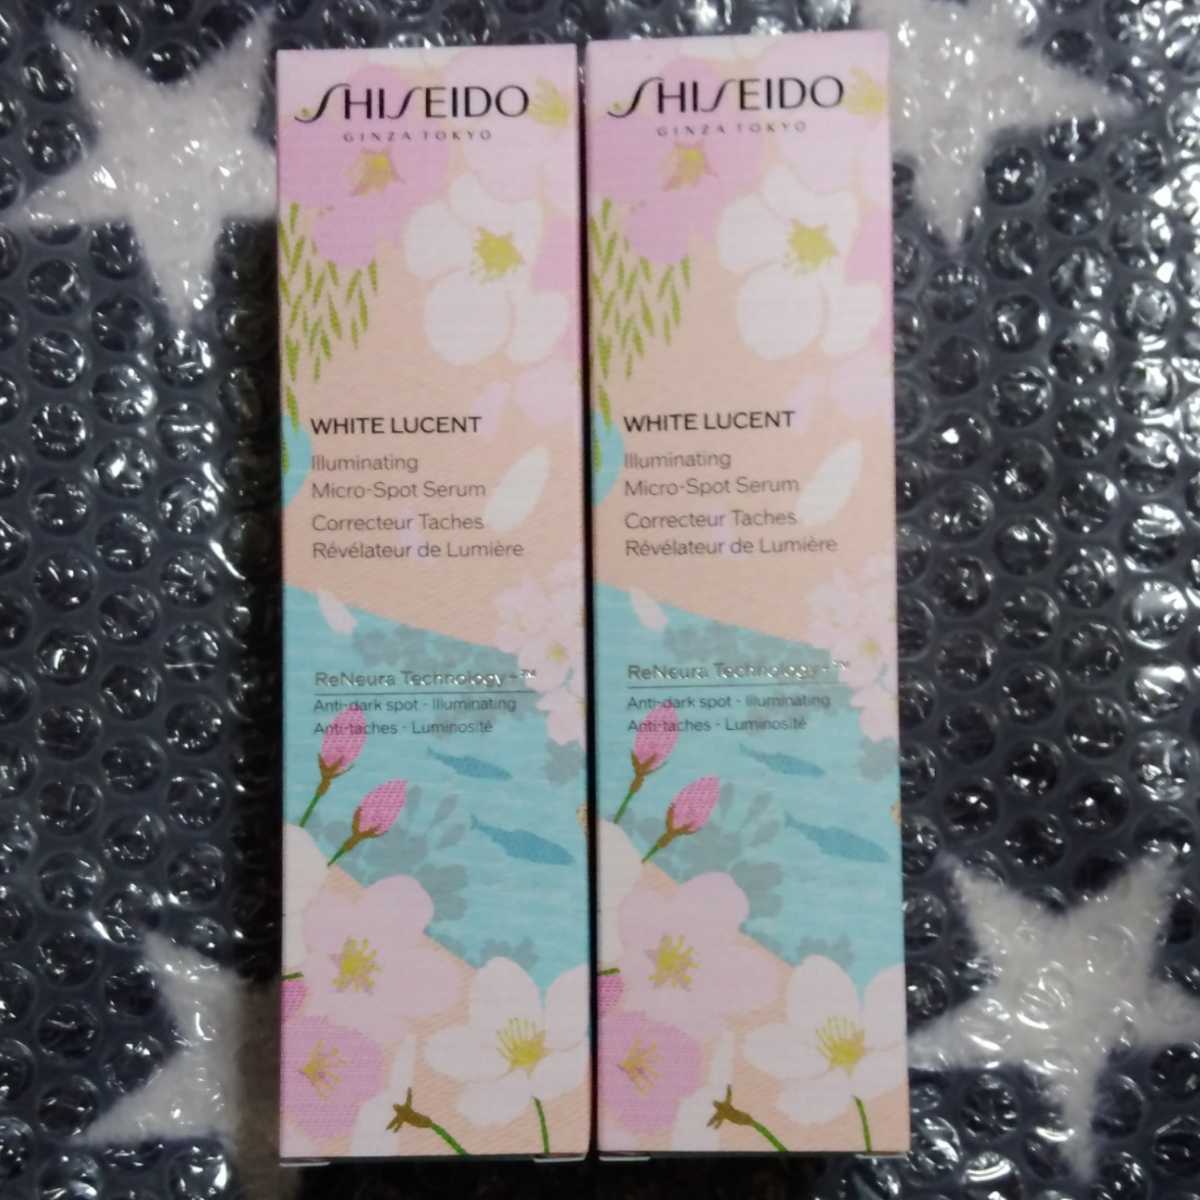 SHISEIDO
GINZA TOKYO
WHITE LUCENT
Illuminating
Micro-Spot Serum
Correcteur Taches
Révélateur de Lumière
ReNeura Technology+™
Anti-dark spot - Illuminating
Anti-taches - Luminosité
SHISEIDO
GINZA TOKYO
WHITE LUCENT
Illuminating
Micro-Spot Serum
Correcteur Taches
Révélateur de Lumière
ReNeura Technology+™
Anti-dark spot - Illuminating
Anti-taches - Luminosité